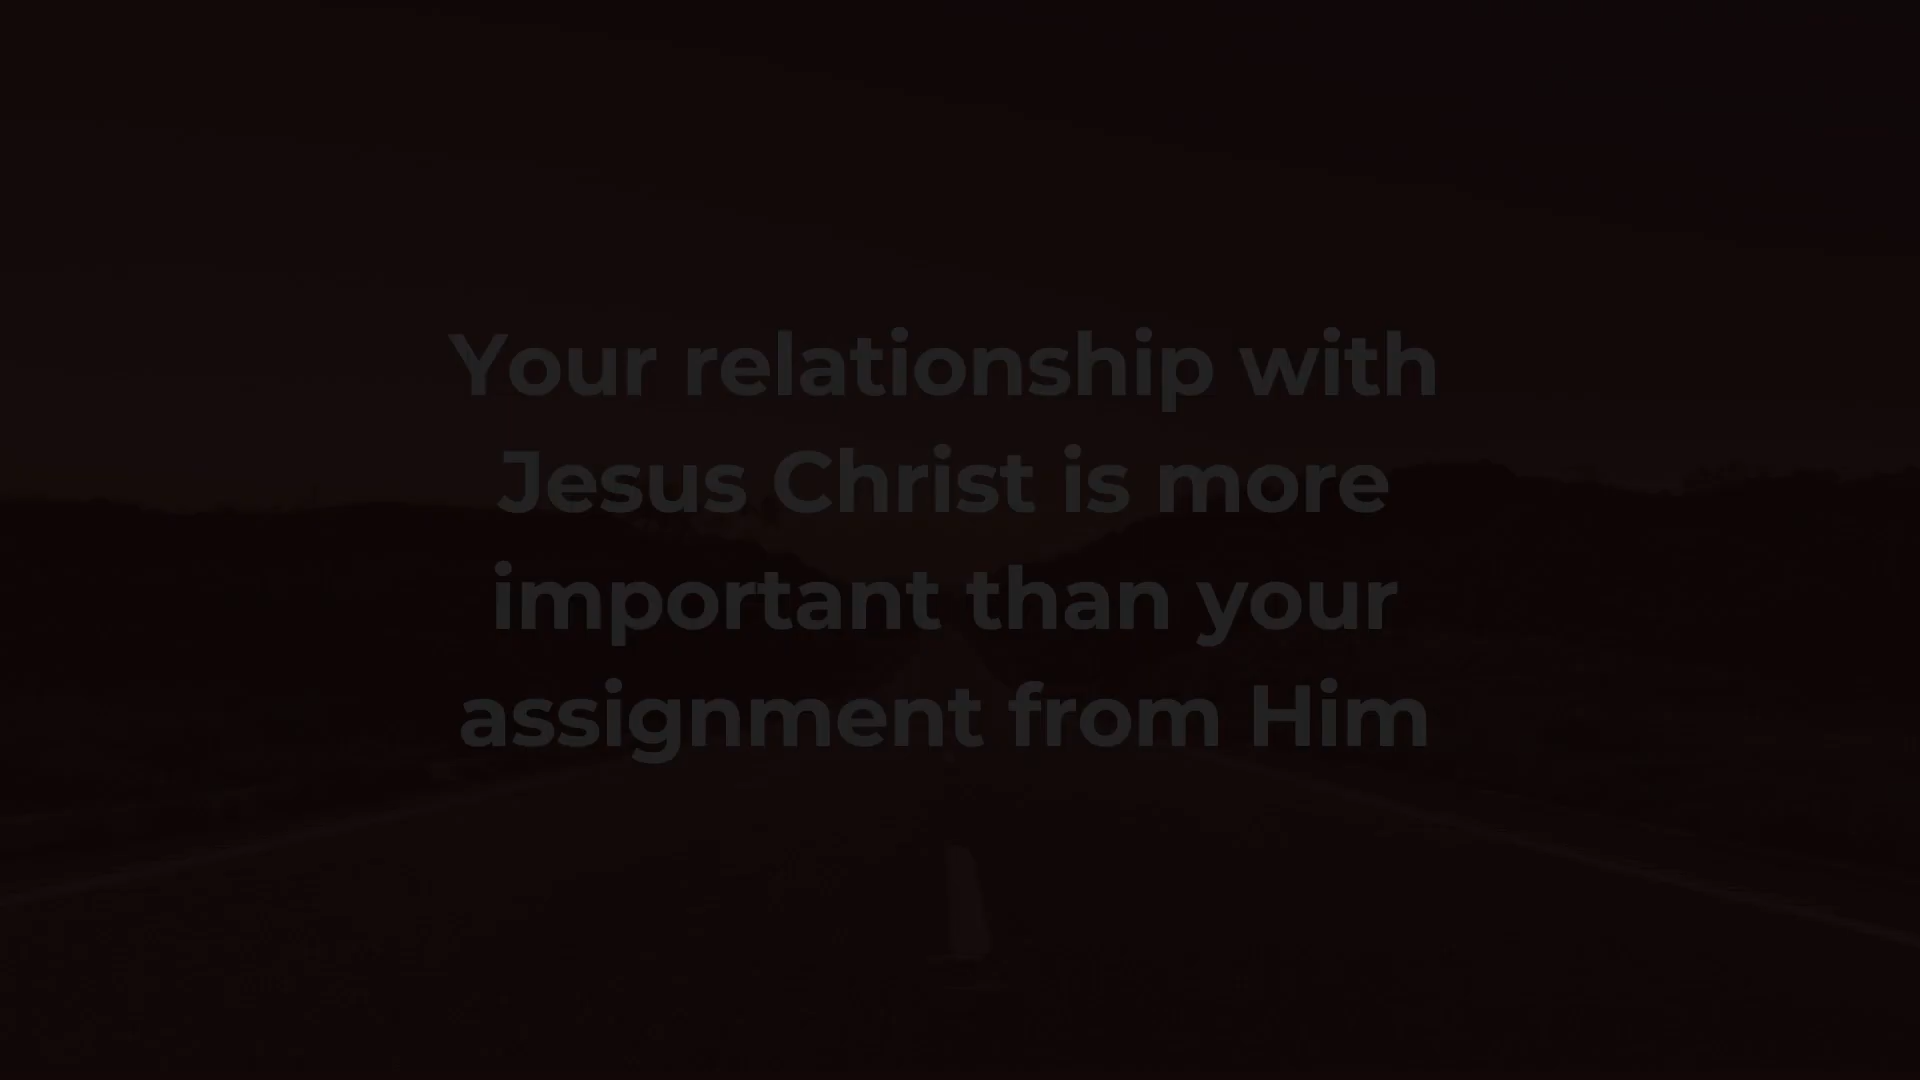 Your relationship with
Jesus Christ is more
important than your
assignment from Him